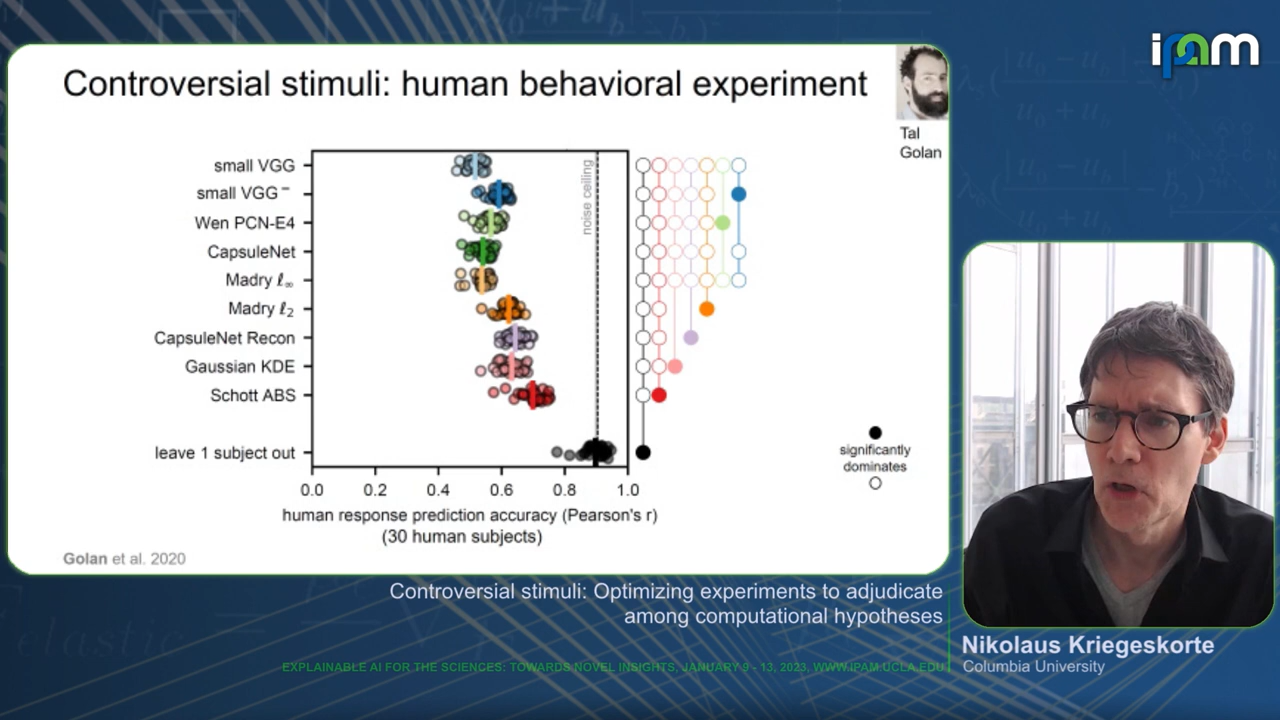 ipam
Controversial stimuli: human behavioral experiment
Tal
Golan
small VGG
small VGG⁻
Wen PCN-E4
CapsuleNet
Madry ℓ∞
Madry ℓ2
CapsuleNet Recon
Gaussian KDE
Schott ABS
leave 1 subject out
noise ceiling
0.0 0.2 0.4 0.6 0.8 1.0
human response prediction accuracy (Pearson's r)
(30 human subjects)
significantly
dominates
Golan et al. 2020
Controversial stimuli: Optimizing experiments to adjudicate
among computational hypotheses
Nikolaus Kriegeskorte
Columbia University
EXPLAINABLE AI FOR THE SCIENCES: TOWARDS NOVEL INSIGHTS, JANUARY 9 - 13, 2023, WWW.IPAM.UCLA.EDU